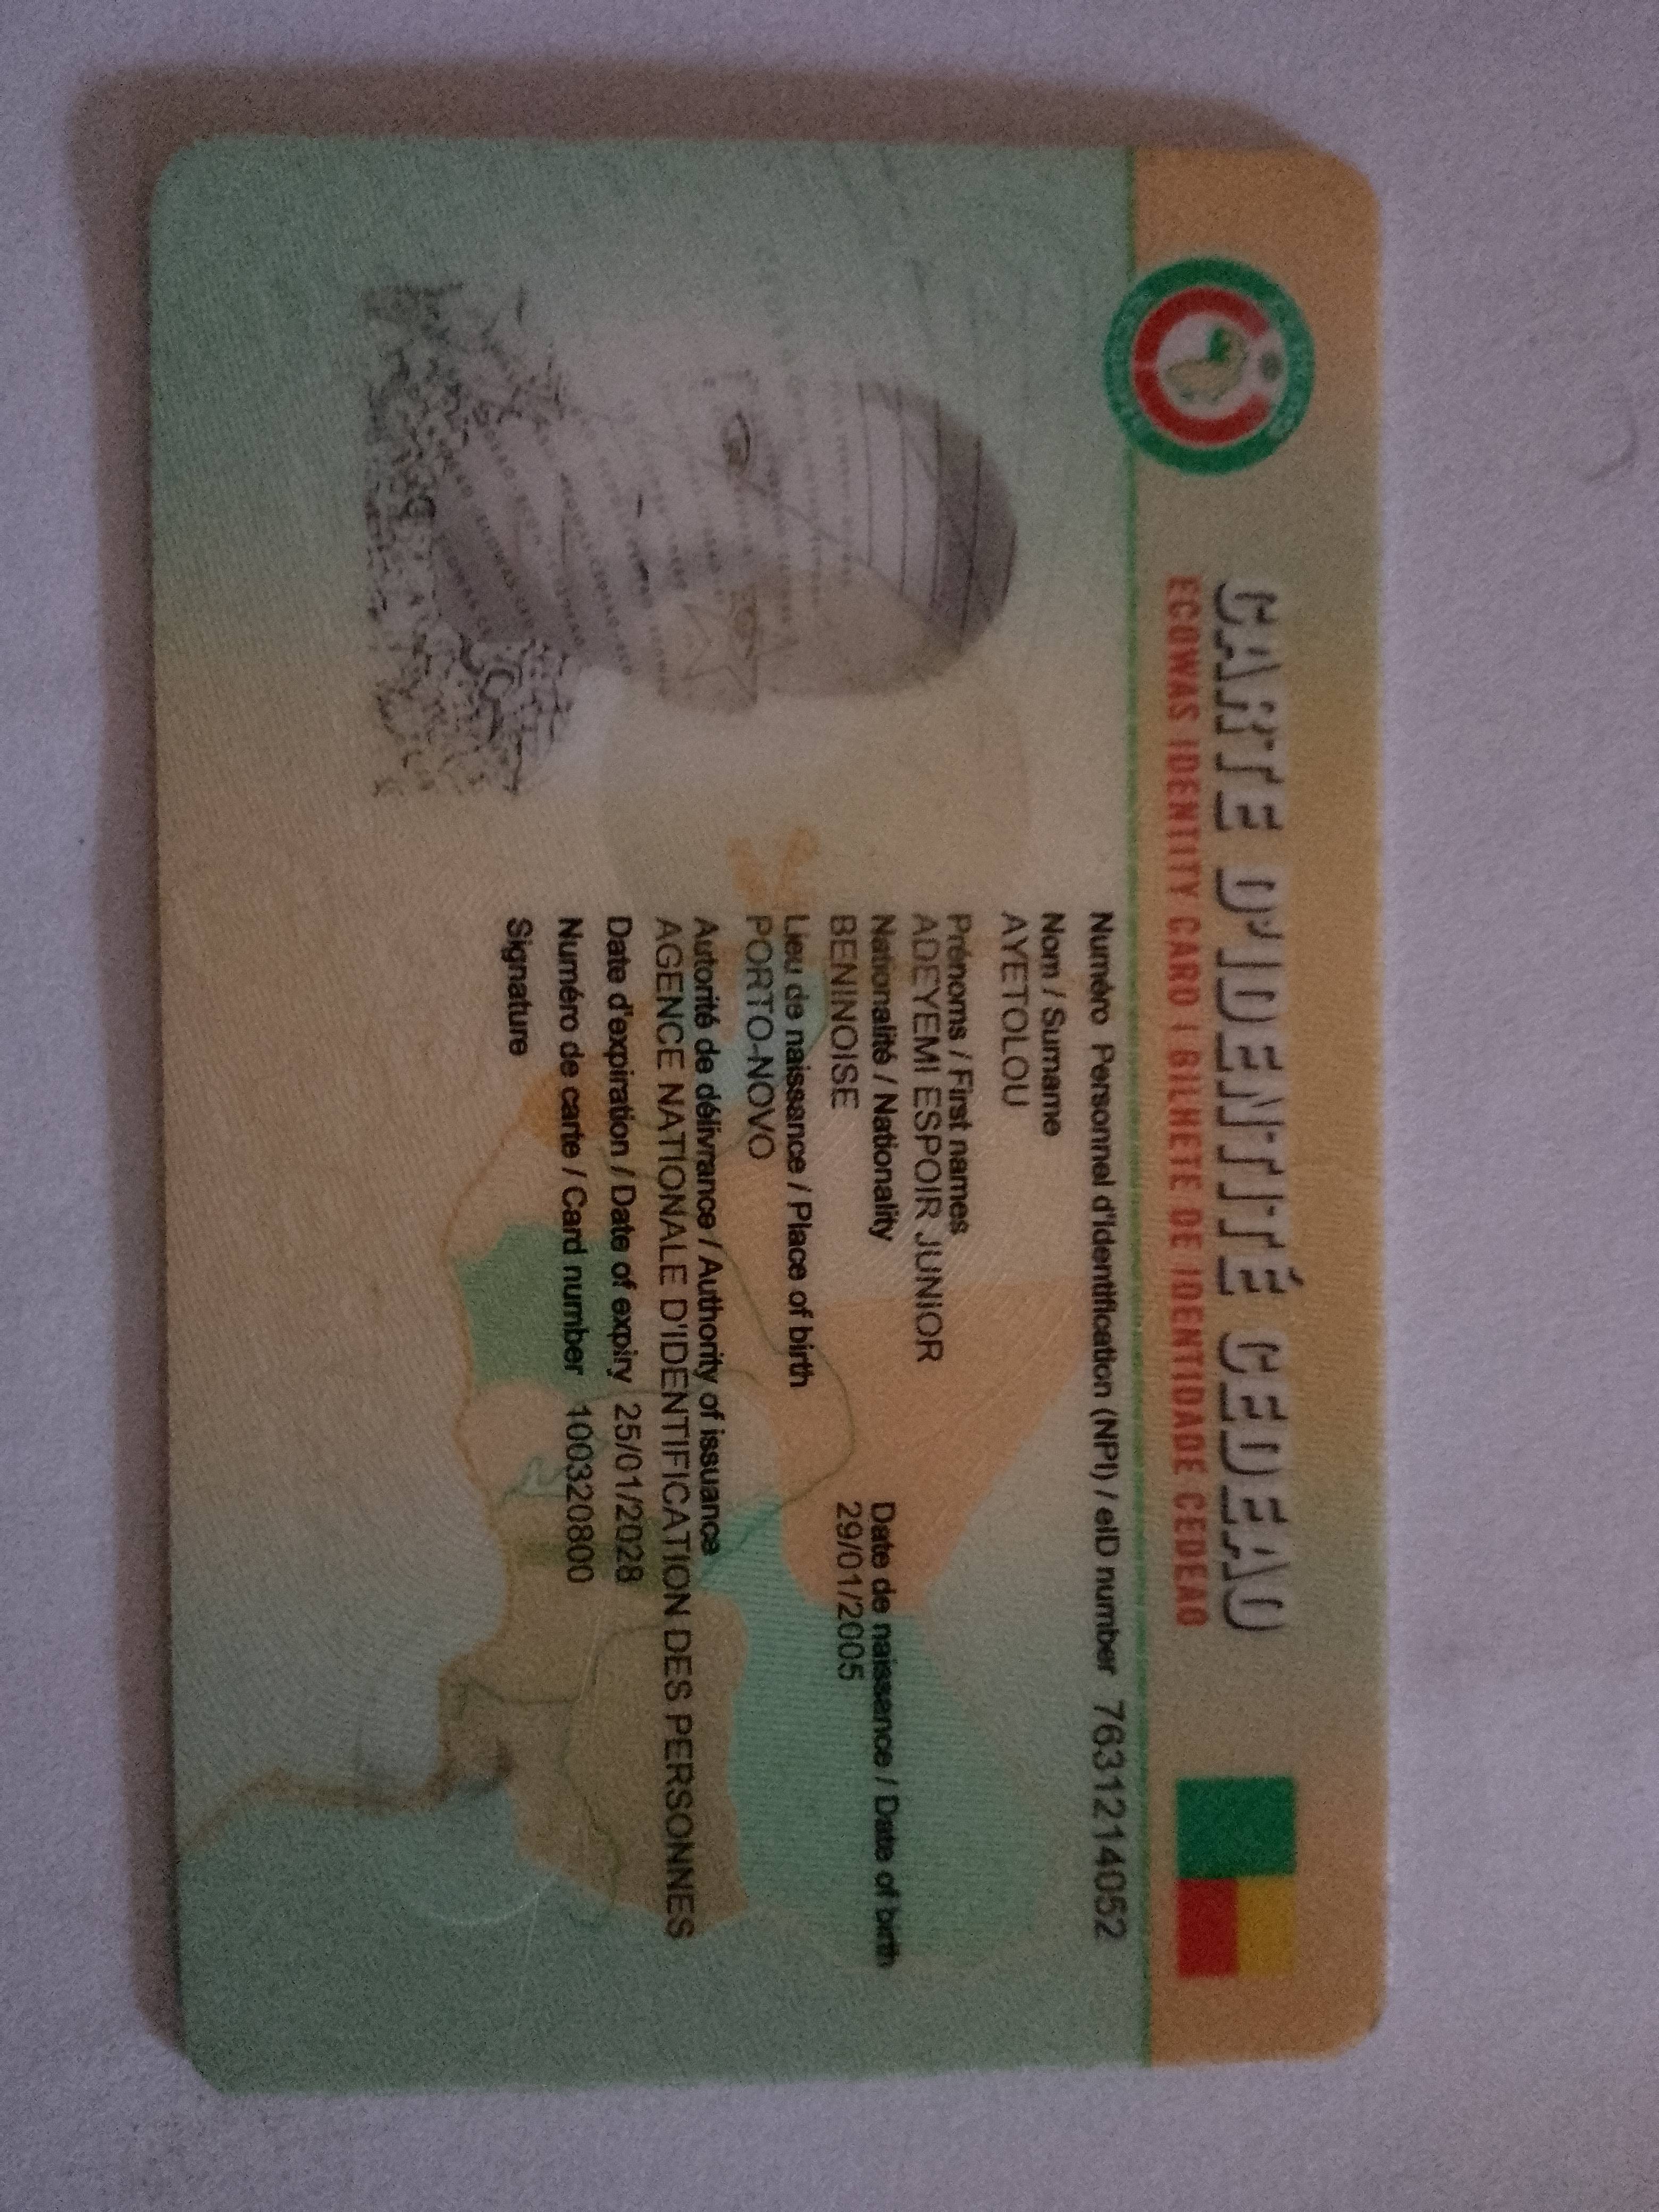 CARTE D'IDENTITÉ CEDEAO
ECOWAS IDENTITY CARD / BILHETE DE IDENTIDADE CEDEAO
Numéro Personnel d'Identification (NPI) / eID number 7631214052
Nom / Surname
AYETOLOU
Prénoms / First names
ADEYEMI ESPOIR JUNIOR
Nationalité / Nationality Date de naissance / Date of birth
BENINOISE 29/01/2005
Lieu de naissance / Place of birth
PORTO-NOVO
Autorité de délivrance / Authority of issuance
AGENCE NATIONALE D'IDENTIFICATION DES PERSONNES
Date d'expiration / Date of expiry 25/01/2028
Numéro de carte / Card number 100320800
Signature